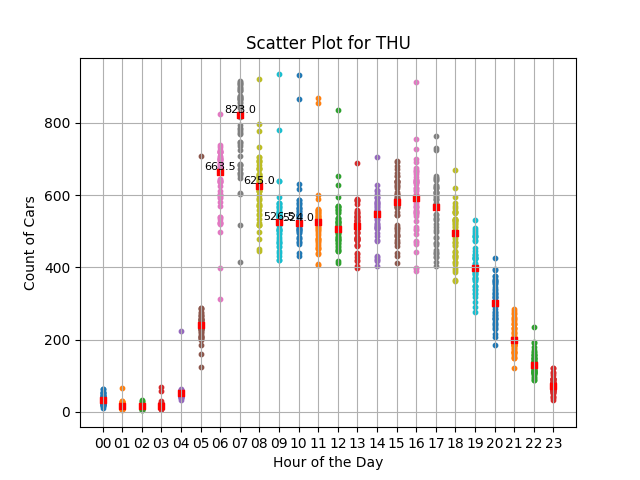 Scatter Plot for THU
Count of Cars
800
600
400
200
0
823.0
663.5
625.0
526.5
524.0
00 01 02 03 04 05 06 07 08 09 10 11 12 13 14 15 16 17 18 19 20 21 22 23
Hour of the Day